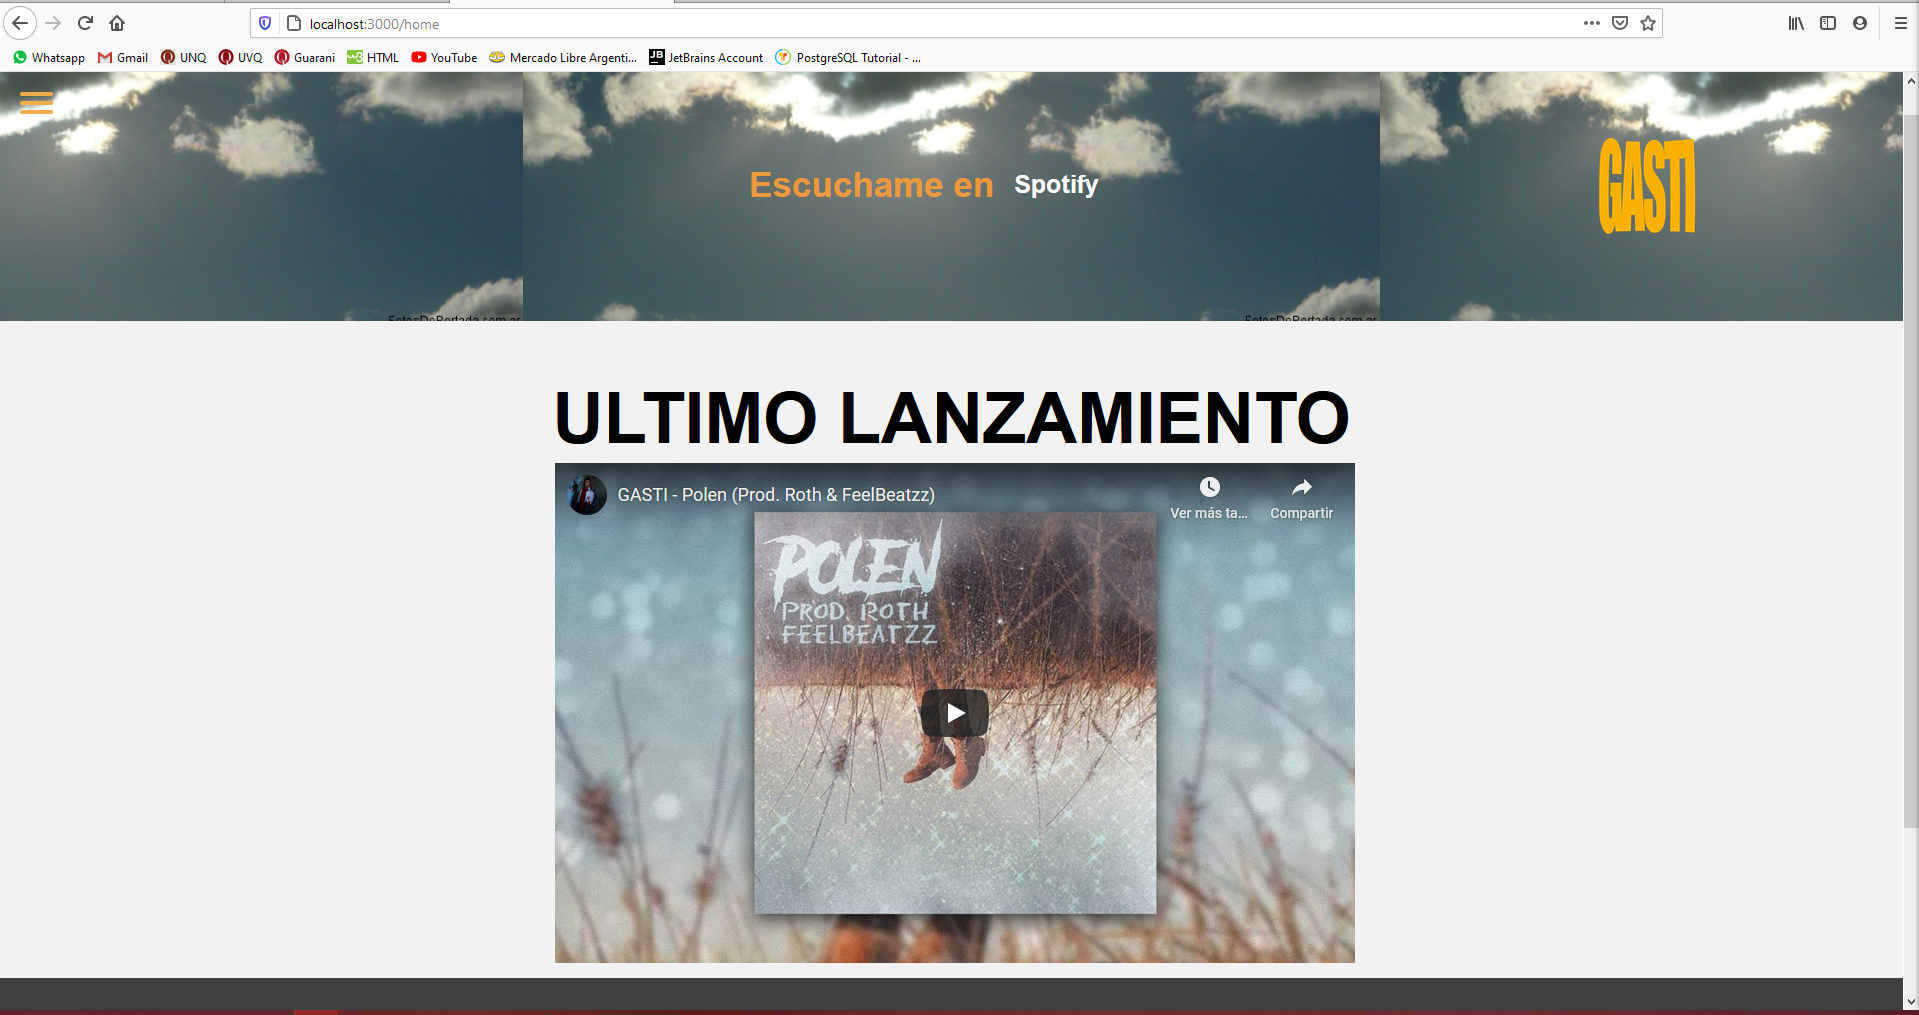 localhost:3000/home
Whatsapp
Gmail
UNQ
UVQ
Guarani
HTML
YouTube
Mercado Libre Argenti...
JetBrains Account
PostgreSQL Tutorial - ...
Escuchame en Spotify
GASTI
FotosDePortada.com.ar
FotosDePortada.com.ar
ULTIMO LANZAMIENTO
GASTI - Polen (Prod. Roth & FeelBeatzz)
Ver más ta...
Compartir
POLEN
PROD. ROTH
FEELBEATZZ